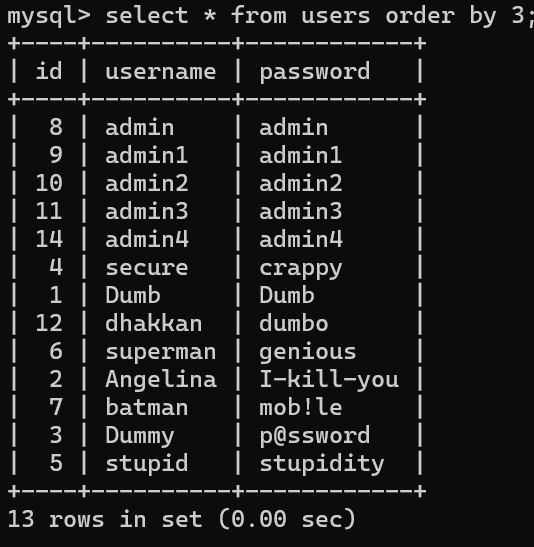 mysql> select * from users order by 3;
+----+----------+------------+
| id | username | password   |
+----+----------+------------+
|  8 | admin    | admin      |
|  9 | admin1   | admin1     |
| 10 | admin2   | admin2     |
| 11 | admin3   | admin3     |
| 14 | admin4   | admin4     |
|  4 | secure   | crappy     |
|  1 | Dumb     | Dumb       |
| 12 | dhakkan  | dumbo      |
|  6 | superman | genious    |
|  2 | Angelina | I-kill-you |
|  7 | batman   | mob!le     |
|  3 | Dummy    | p@ssword   |
|  5 | stupid   | stupidity  |
+----+----------+------------+
13 rows in set (0.00 sec)